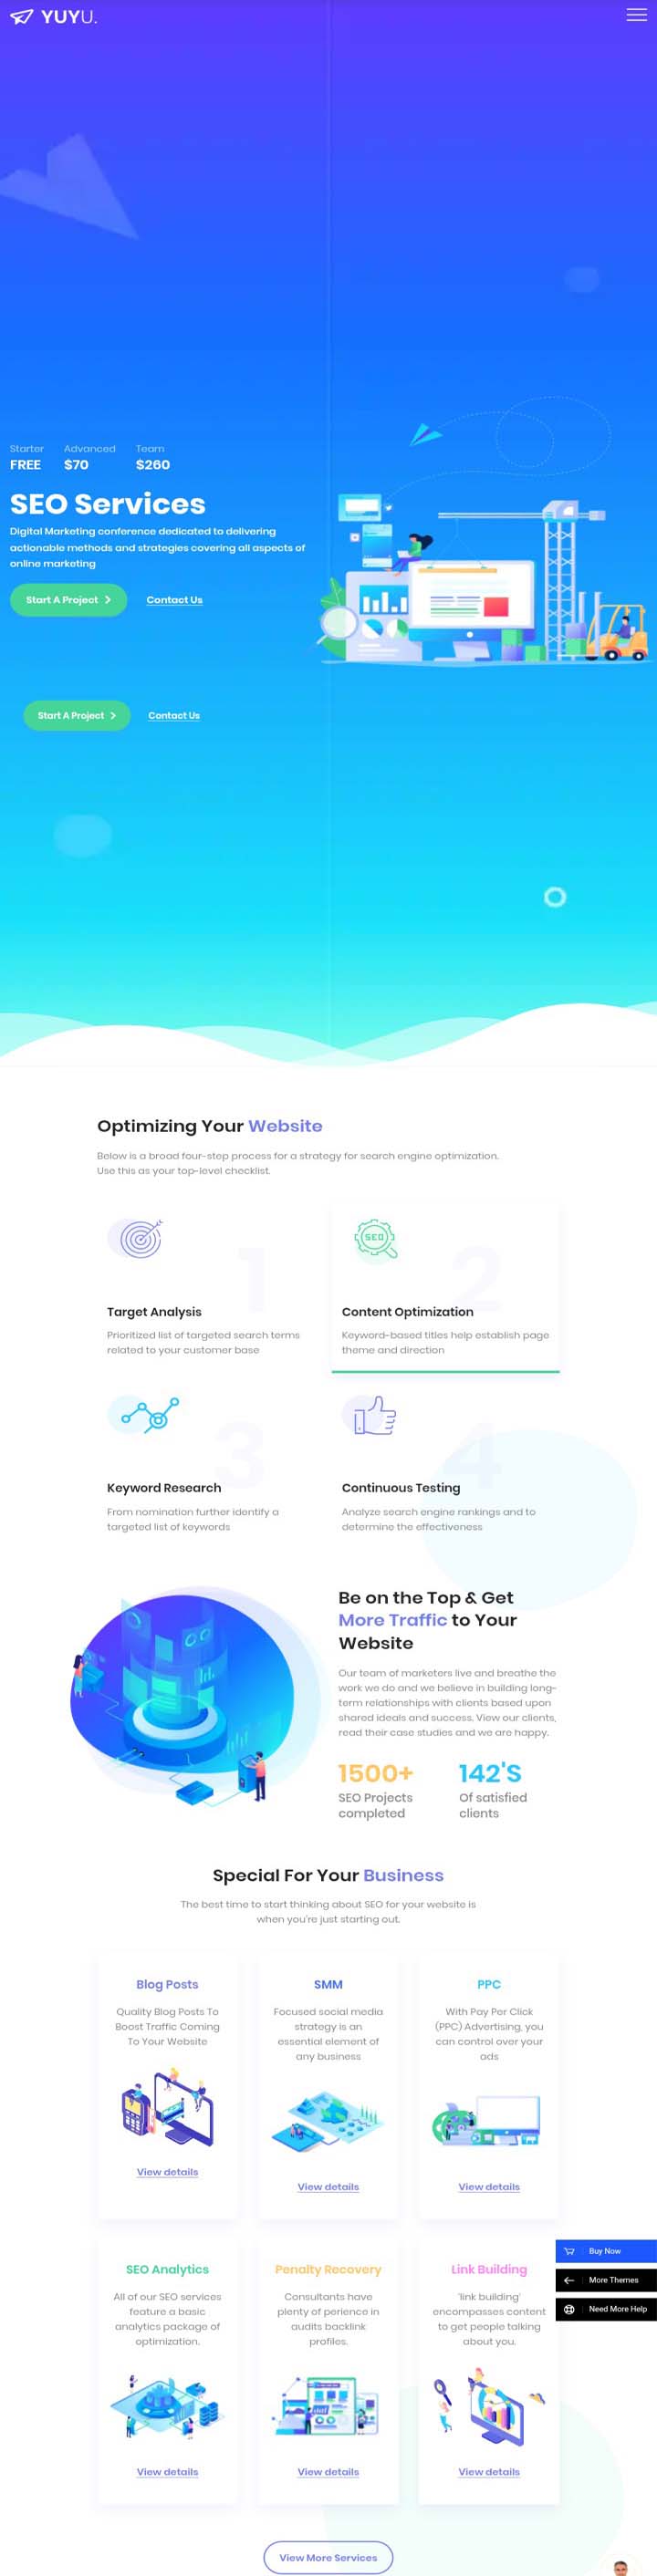 YUYU.
Starter Advanced Team
FREE $70 $260
SEO Services
Digital Marketing conference dedicated to delivering
actionable methods and strategies covering all aspects of
online marketing
Start A Project Contact Us
Start A Project Contact Us
Optimizing Your Website
Below is a broad four-step process for a strategy for search engine optimization.
Use this as your top-level checklist.
1
SEO
2
Target Analysis
Prioritized list of targeted search terms
related to your customer base
Content Optimization
Keyword-based titles help establish page
theme and direction
3
4
Keyword Research
From nomination further identify a
targeted list of keywords
Continuous Testing
Analyze search engine rankings and to
determine the effectiveness
Be on the Top & Get
More Traffic to Your
Website
Our team of marketers live and breathe the
work we do and we believe in building long-
term relationships with clients based upon
shared ideals and success. View our clients,
read their case studies and we are happy.
1500+
SEO Projects
completed
142'S
Of satisfied
clients
Special For Your Business
The best time to start thinking about SEO for your website is
when you're just starting out.
Blog Posts
Quality Blog Posts To
Boost Traffic Coming
To Your Website
View details
SMM
Focused social media
strategy is an
essential element of
any business
View details
PPC
With Pay Per Click
(PPC) Advertising, you
can control over your
ads
View details
SEO Analytics
All of our SEO services
feature a basic
analytics package of
optimization.
View details
Penalty Recovery
Consultants have
plenty of perience in
audits backlink
profiles.
View details
Link Building
'link building'
encompasses content
to get people talking
about you.
View details
Buy Now
More Themes
Need More Help
View More Services